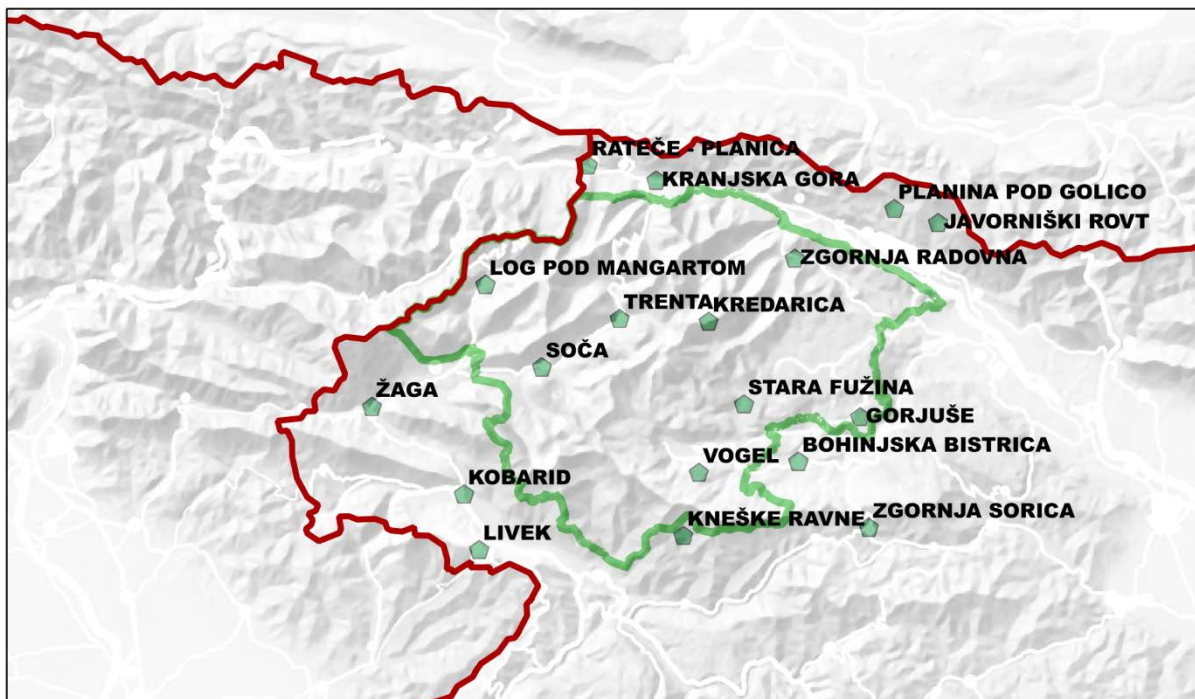 RATEČE - PLANICA
KRANJSKA GORA
PLANINA POD GOLICO
JAVORNIŠKI ROVT
ZGORNJA RADOVNA
LOG POD MANGARTOM
TRENTA
KREDARICA
SOČA
ŽAGA
STARA FUŽINA
GORJUŠE
BOHINJSKA BISTRICA
VOGEL
KOBARID
KNEŠKE RAVNE
ZGORNJA SORICA
LIVEK